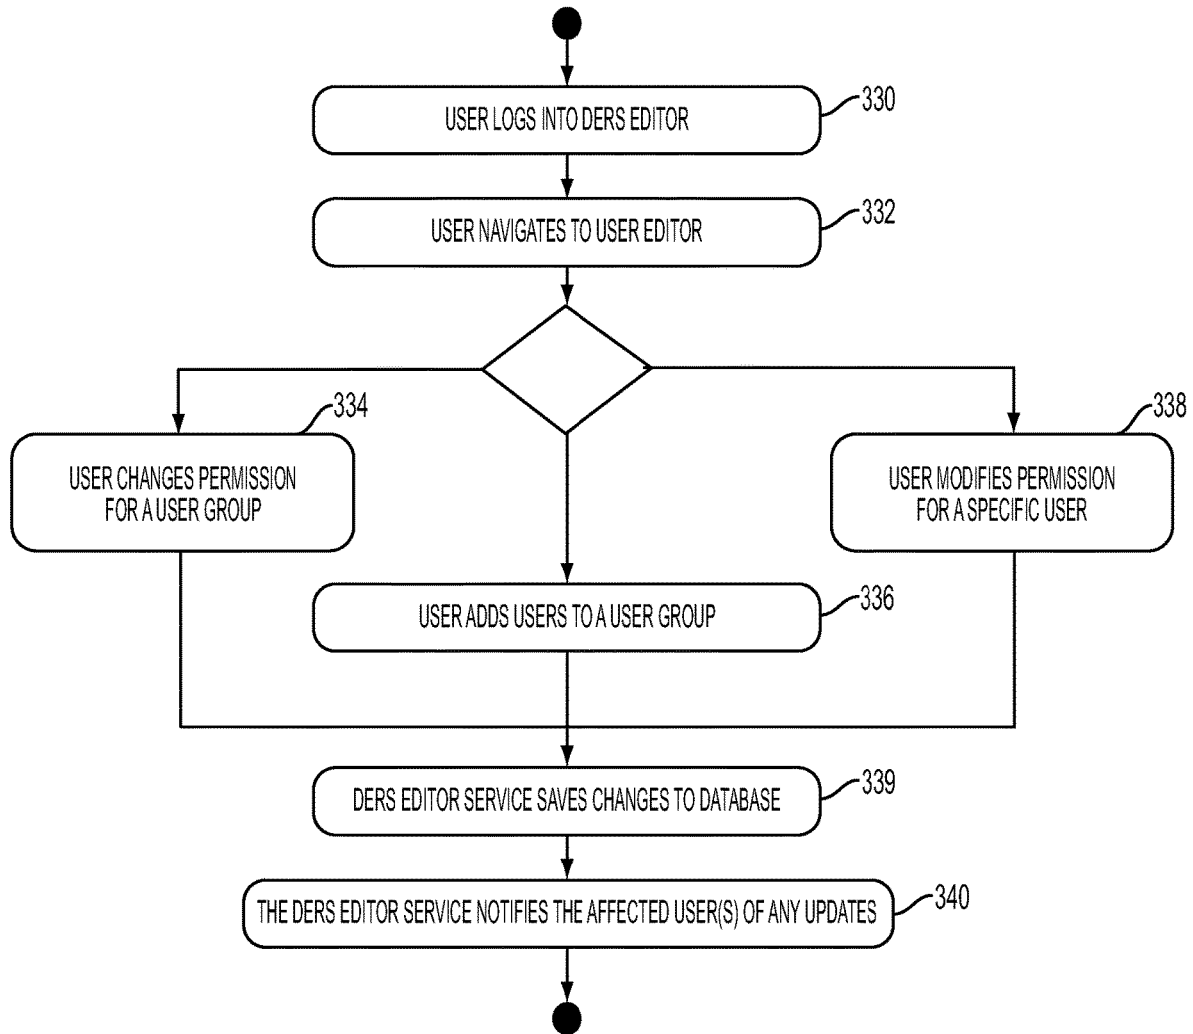 USER LOGS INTO DERS EDITOR
330
USER NAVIGATES TO USER EDITOR
332
334
USER CHANGES PERMISSION
FOR A USER GROUP
338
USER MODIFIES PERMISSION
FOR A SPECIFIC USER
USER ADDS USERS TO A USER GROUP
336
DERS EDITOR SERVICE SAVES CHANGES TO DATABASE
339
THE DERS EDITOR SERVICE NOTIFIES THE AFFECTED USER(S) OF ANY UPDATES
340